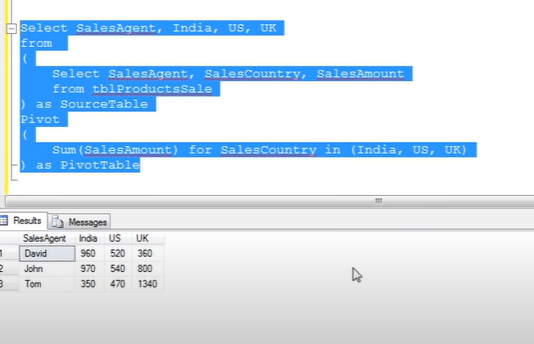 Select SalesAgent, India, US, UK
from
(
Select SalesAgent, SalesCountry, SalesAmount
from tblProductsSale
) as SourceTable
Pivot
(
Sum(SalesAmount) for SalesCountry in (India, US, UK)
) as PivotTable
Results Messages
SalesAgent India US UK
1 David 960 520 360
2 John 970 540 800
3 Tom 350 470 1340